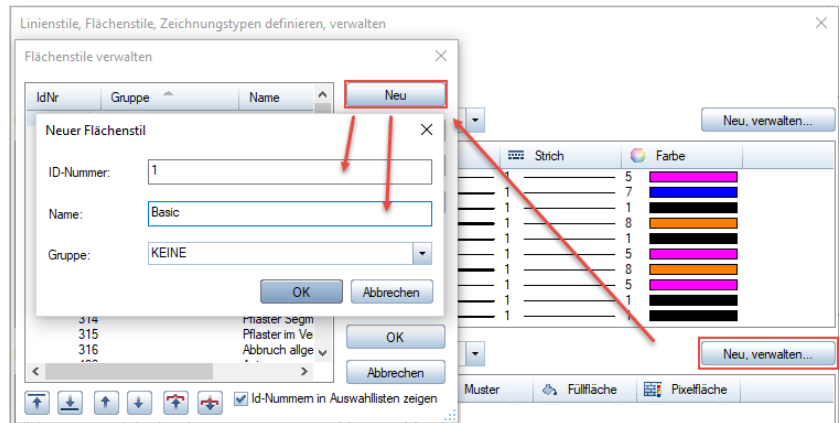 Linienstile, Flächenstile, Zeichnungstypen definieren, verwalten
Flächenstile verwalten
IdNr Gruppe Name
Neu
Neu, verwalten...
Neuer Flächenstil
Strich Farbe
ID-Nummer: 1
Name: Basic
Gruppe: KEINE
OK Abbrechen
1 5
1 7
1 1
1 8
1 1
1 5
1 8
1 5
1 1
1 1
314 Pflaster Segm
315 Pflaster im Ve
316 Abbruch allge
OK
Abbrechen
Neu, verwalten...
Id-Nummern in Auswahllisten zeigen
Muster Füllfläche Pixelfläche